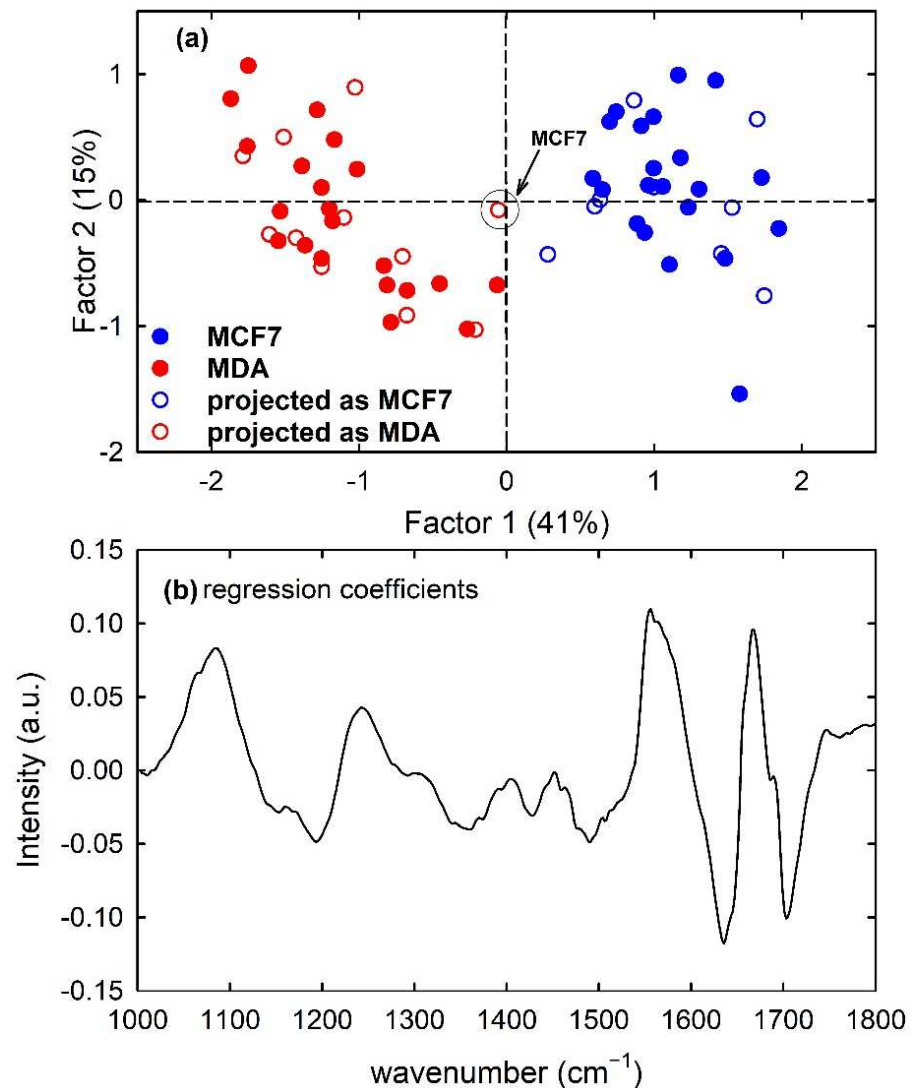 (a)
MCF7
1
0
-1
-2
Factor 2 (15%)
MCF7
MDA
projected as MCF7
projected as MDA
-2 -1 0 1 2
Factor 1 (41%)
0.15
0.10
0.05
0.00
-0.05
-0.10
-0.15
Intensity (a.u.)
(b) regression coefficients
1000 1100 1200 1300 1400 1500 1600 1700 1800
wavenumber (cm⁻¹)